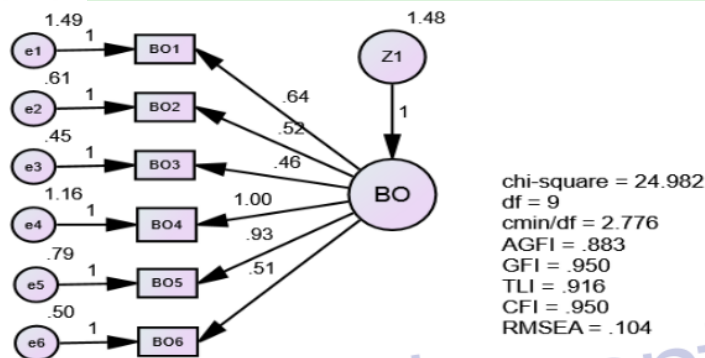 1.49
1.48
e1
1
BO1
Z1
.61
.64
e2
1
BO2
1
.52
.45
e3
1
BO3
.46
BO
1.16
1.00
e4
1
BO4
.93
.79
e5
1
BO5
.51
.50
e6
1
BO6
chi-square = 24.982
df = 9
cmin/df = 2.776
AGFI = .883
GFI = .950
TLI = .916
CFI = .950
RMSEA = .104